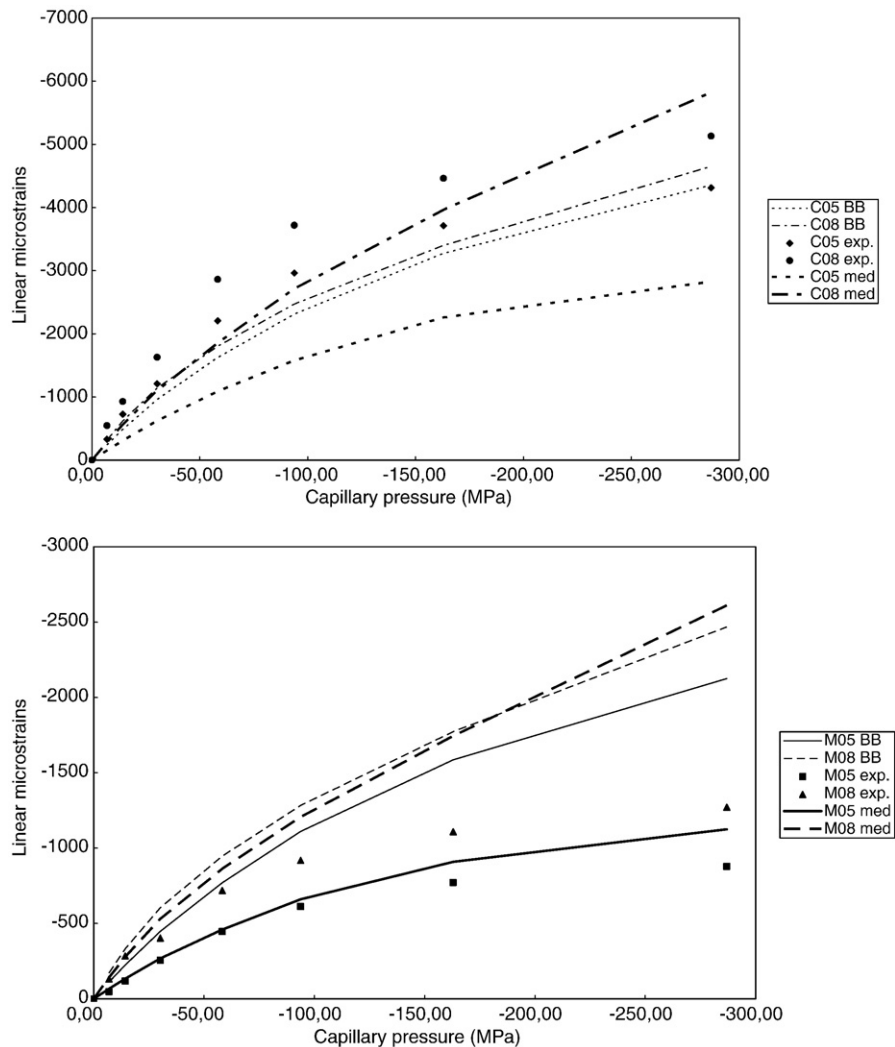 -7000
-6000
-5000
-4000
-3000
-2000
-1000
0
Linear microstrains
0,00 -50,00 -100,00 -150,00 -200,00 -250,00 -300,00
Capillary pressure (MPa)
C05 BB
C08 BB
C05 exp.
C08 exp.
C05 med
C08 med
-3000
-2500
-2000
-1500
-1000
-500
0
Linear microstrains
0,00 -50,00 -100,00 -150,00 -200,00 -250,00 -300,00
Capillary pressure (MPa)
M05 BB
M08 BB
M05 exp.
M08 exp.
M05 med
M08 med